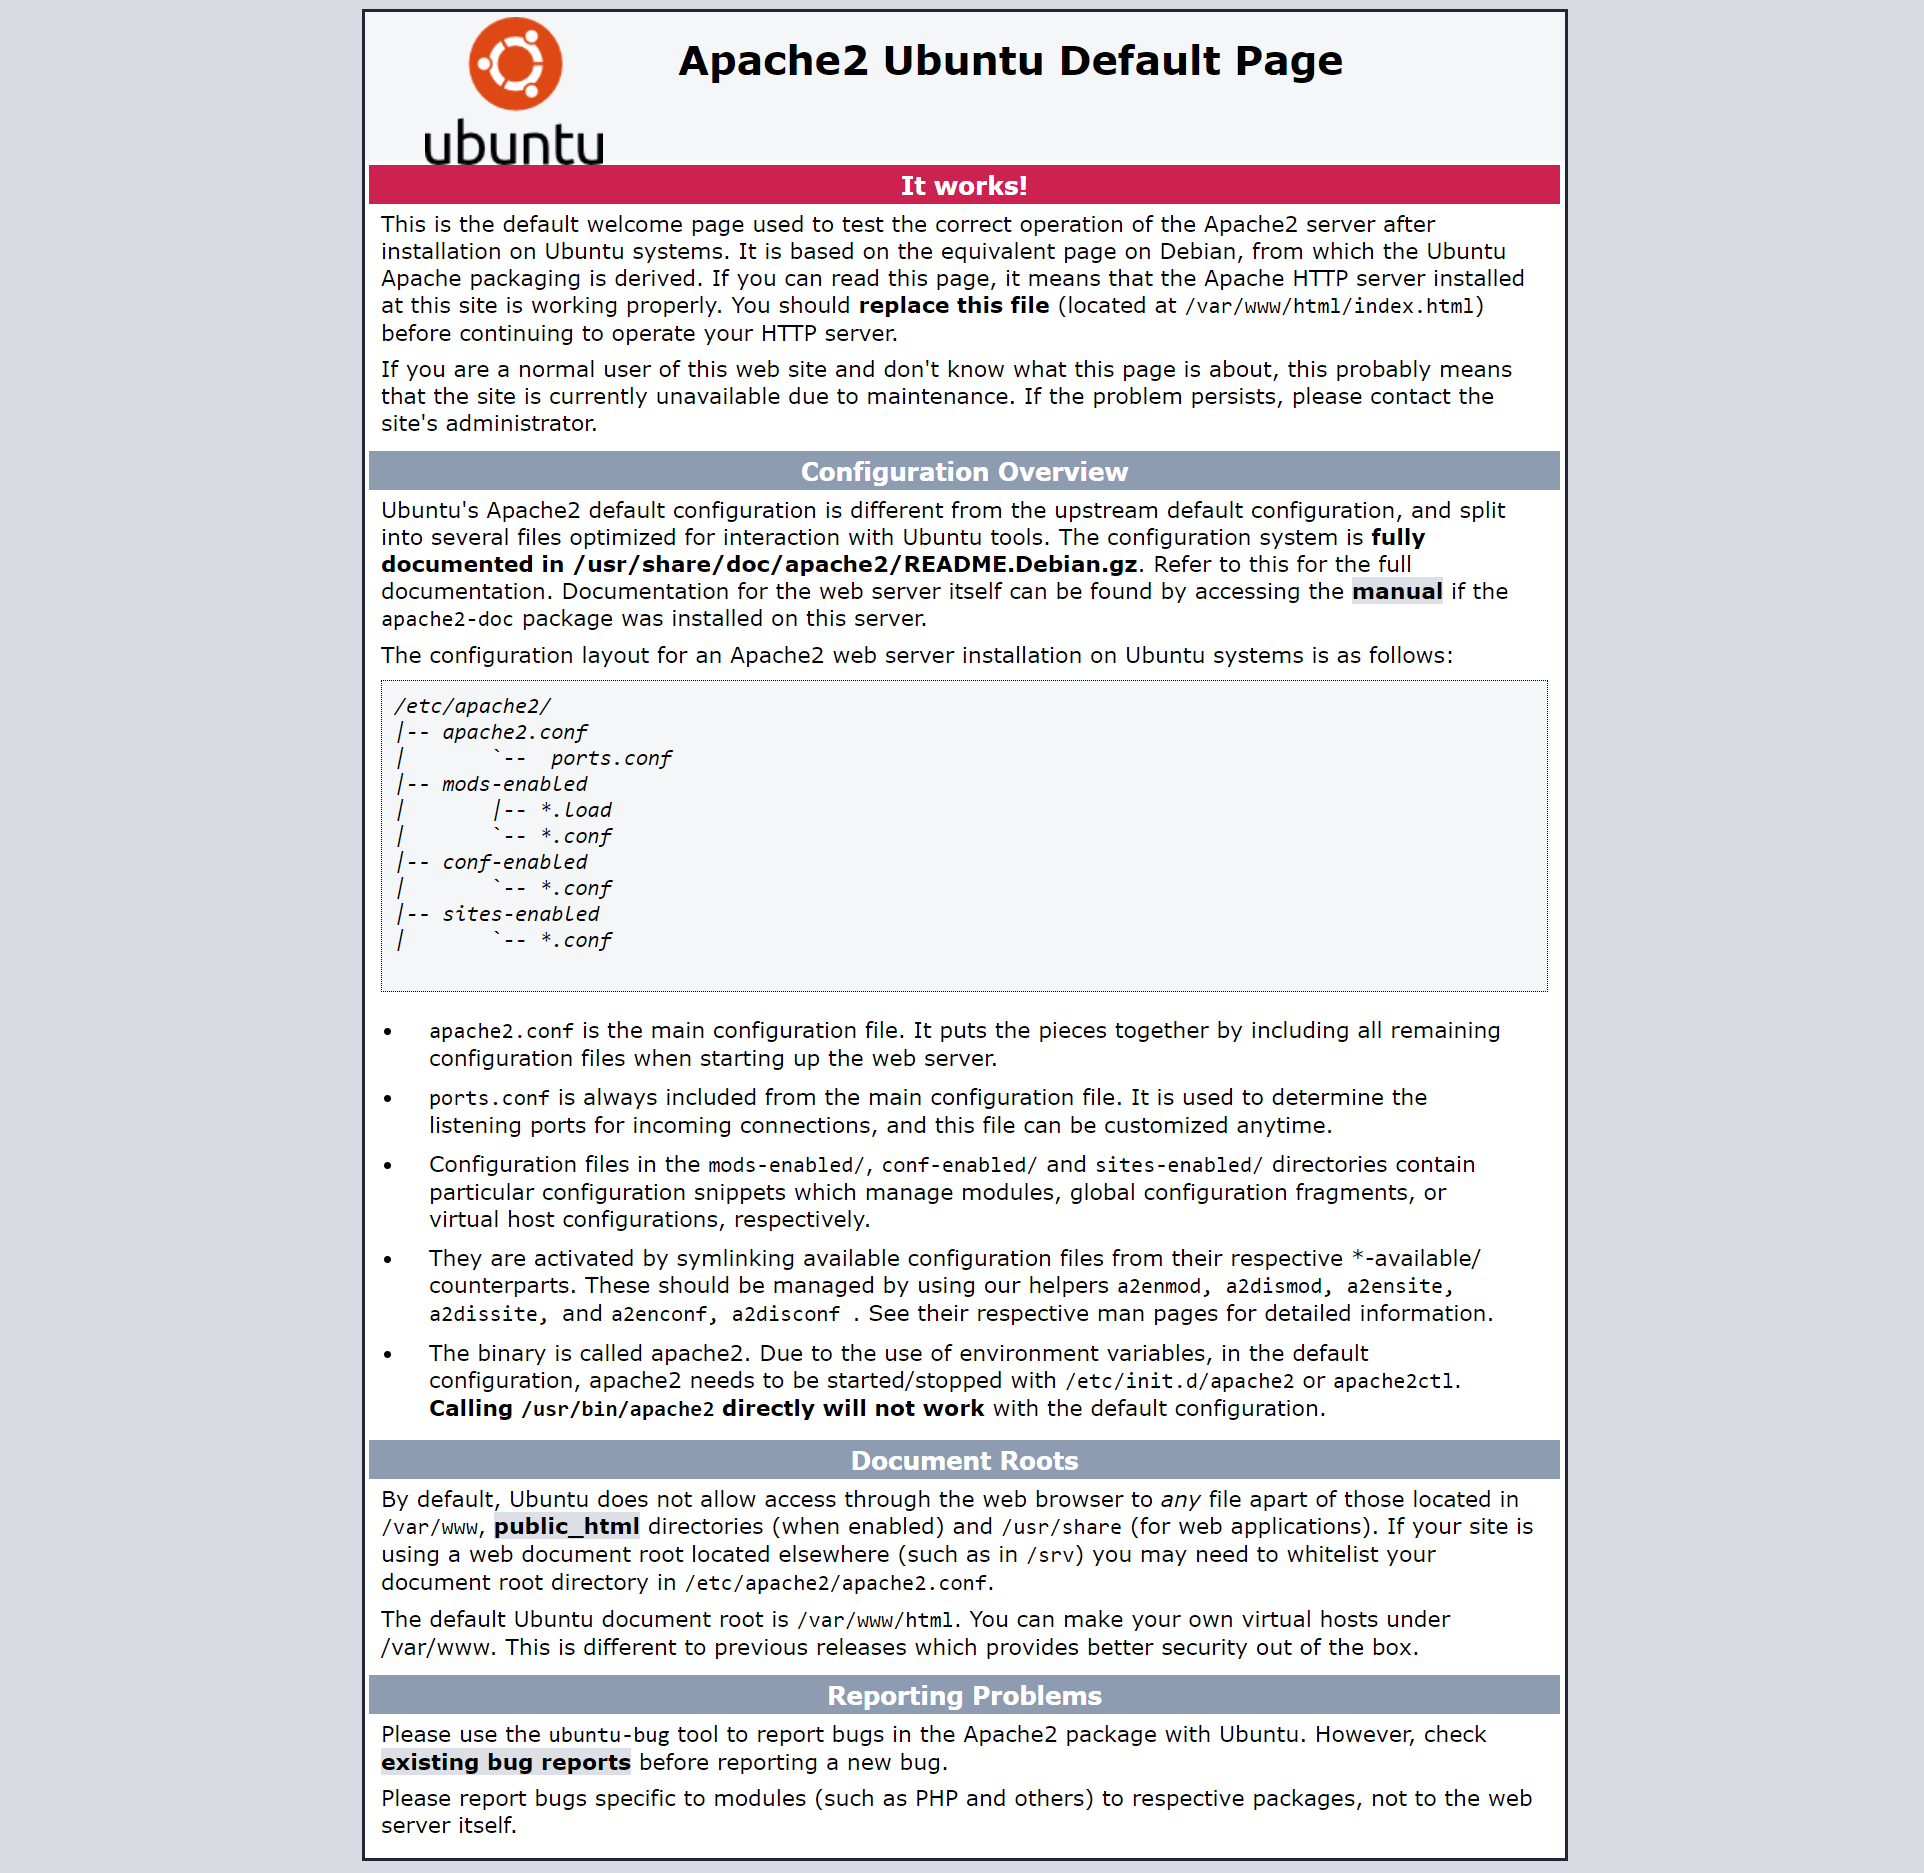 ubuntu
Apache2 Ubuntu Default Page
It works!
This is the default welcome page used to test the correct operation of the Apache2 server after
installation on Ubuntu systems. It is based on the equivalent page on Debian, from which the Ubuntu
Apache packaging is derived. If you can read this page, it means that the Apache HTTP server installed
at this site is working properly. You should replace this file (located at /var/www/html/index.html)
before continuing to operate your HTTP server.
If you are a normal user of this web site and don't know what this page is about, this probably means
that the site is currently unavailable due to maintenance. If the problem persists, please contact the
site's administrator.
Configuration Overview
Ubuntu's Apache2 default configuration is different from the upstream default configuration, and split
into several files optimized for interaction with Ubuntu tools. The configuration system is fully
documented in /usr/share/doc/apache2/README.Debian.gz. Refer to this for the full
documentation. Documentation for the web server itself can be found by accessing the manual if the
apache2-doc package was installed on this server.
The configuration layout for an Apache2 web server installation on Ubuntu systems is as follows:
/etc/apache2/
|-- apache2.conf
|       `--  ports.conf
|-- mods-enabled
|       |-- *.load
|       `-- *.conf
|-- conf-enabled
|       `-- *.conf
|-- sites-enabled
|       `-- *.conf
• apache2.conf is the main configuration file. It puts the pieces together by including all remaining
configuration files when starting up the web server.
• ports.conf is always included from the main configuration file. It is used to determine the
listening ports for incoming connections, and this file can be customized anytime.
• Configuration files in the mods-enabled/, conf-enabled/ and sites-enabled/ directories contain
particular configuration snippets which manage modules, global configuration fragments, or
virtual host configurations, respectively.
• They are activated by symlinking available configuration files from their respective *-available/
counterparts. These should be managed by using our helpers a2enmod, a2dismod, a2ensite,
a2dissite, and a2enconf, a2disconf . See their respective man pages for detailed information.
• The binary is called apache2. Due to the use of environment variables, in the default
configuration, apache2 needs to be started/stopped with /etc/init.d/apache2 or apache2ctl.
Calling /usr/bin/apache2 directly will not work with the default configuration.
Document Roots
By default, Ubuntu does not allow access through the web browser to any file apart of those located in
/var/www, public_html directories (when enabled) and /usr/share (for web applications). If your site is
using a web document root located elsewhere (such as in /srv) you may need to whitelist your
document root directory in /etc/apache2/apache2.conf.
The default Ubuntu document root is /var/www/html. You can make your own virtual hosts under
/var/www. This is different to previous releases which provides better security out of the box.
Reporting Problems
Please use the ubuntu-bug tool to report bugs in the Apache2 package with Ubuntu. However, check
existing bug reports before reporting a new bug.
Please report bugs specific to modules (such as PHP and others) to respective packages, not to the web
server itself.